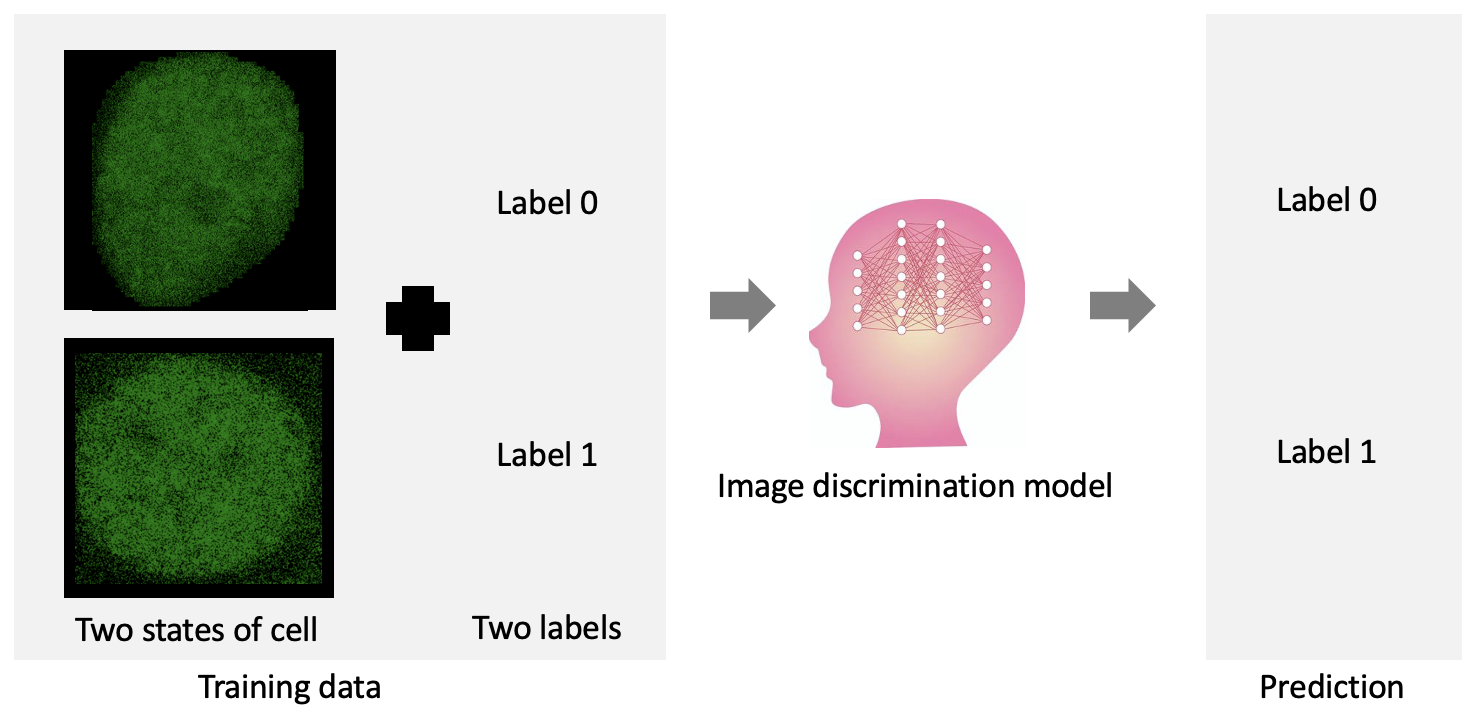 Label 0
Label 1
Two states of cell
Two labels
Training data
Image discrimination model
Label 0
Label 1
Prediction